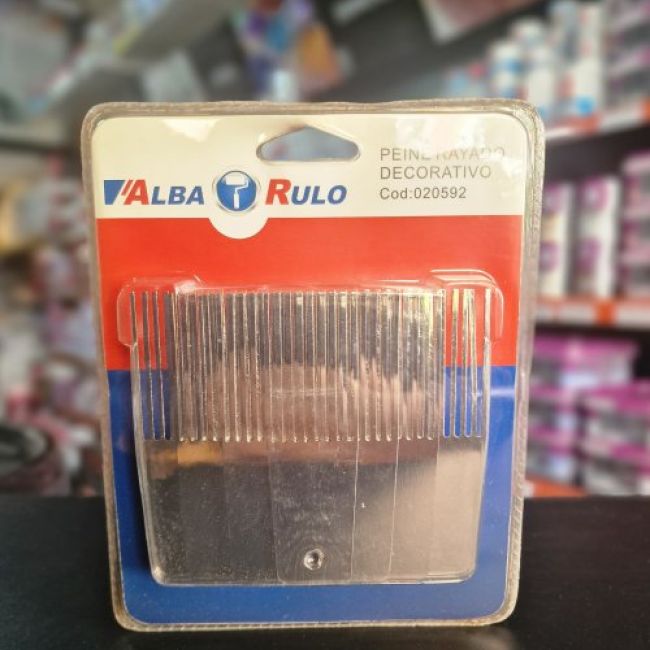 ALBA RULO
PEINE RAYADO
DECORATIVO
Cod:020592